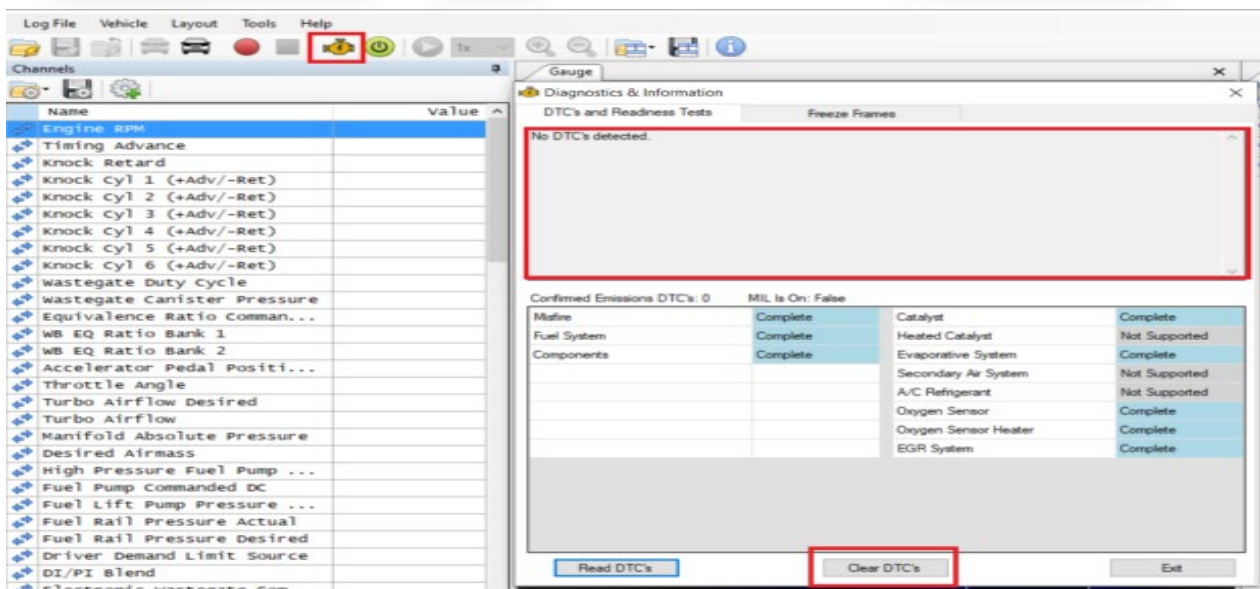 Log File Vehicle Layout Tools Help
1x
Channels
Name Value
Engine RPM
Timing Advance
Knock Retard
Knock Cyl 1 (+Adv/-Ret)
Knock Cyl 2 (+Adv/-Ret)
Knock Cyl 3 (+Adv/-Ret)
Knock Cyl 4 (+Adv/-Ret)
Knock Cyl 5 (+Adv/-Ret)
Knock Cyl 6 (+Adv/-Ret)
Wastegate Duty Cycle
Wastegate Canister Pressure
Equivalence Ratio Comman...
WB EQ Ratio Bank 1
WB EQ Ratio Bank 2
Accelerator Pedal Positi...
Throttle Angle
Turbo Airflow Desired
Turbo Airflow
Manifold Absolute Pressure
Desired Airmass
High Pressure Fuel Pump ...
Fuel Pump Commanded DC
Fuel Lift Pump Pressure ...
Fuel Rail Pressure Actual
Fuel Rail Pressure Desired
Driver Demand Limit Source
DI/PI Blend
Gauge
Diagnostics & Information
DTC's and Readiness Tests Freeze Frames
No DTC's detected.
Confirmed Emissions DTC's: 0 MIL Is On: False
Misfire Complete Catalyst Complete
Fuel System Complete Heated Catalyst Not Supported
Components Complete Evaporative System Complete
Secondary Air System Not Supported
A/C Refrigerant Not Supported
Oxygen Sensor Complete
Oxygen Sensor Heater Complete
EGR System Complete
Read DTC's Clear DTC's Exit